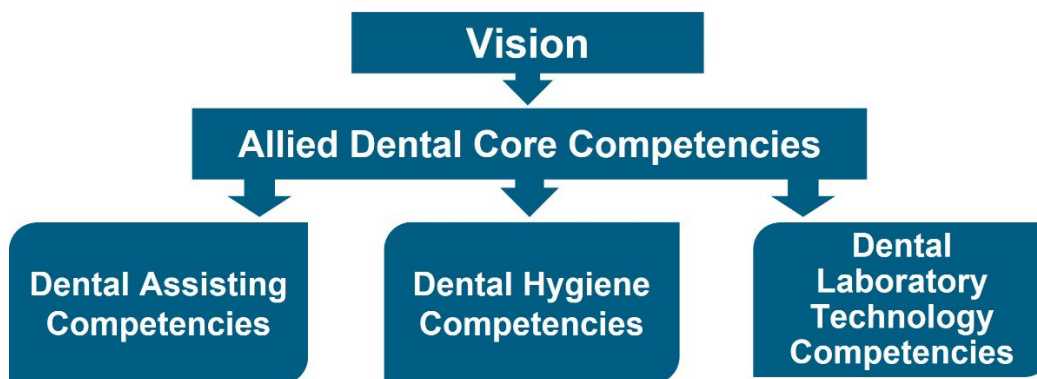 Vision
Allied Dental Core Competencies
Dental Assisting
Competencies
Dental Hygiene
Competencies
Dental
Laboratory
Technology
Competencies